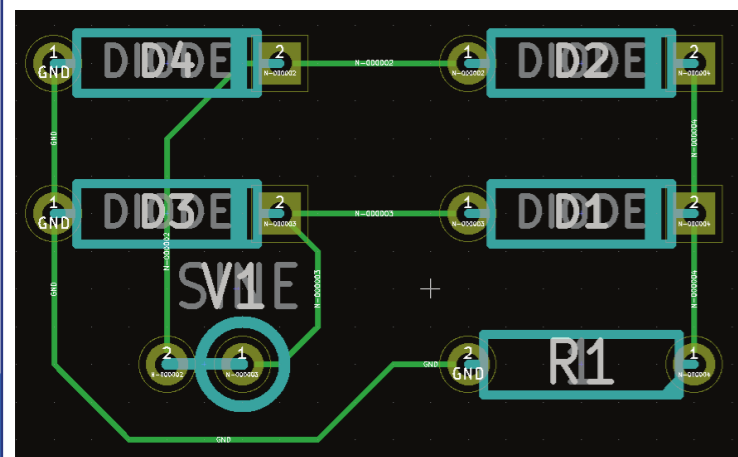 1 DIODE D4 2 1 DIODE D2 2
GND N-000002 N-000002 N-000002 N-000004
GND N-000004
1 DIODE D3 2 1 DIODE D1 2
GND N-000003 N-000003 N-000003 N-000004
N-000002
GND N-000003 N-000004
SINE V1
2 1 2 R1 1
N-000002 N-000003 GND GND N-000004
GND